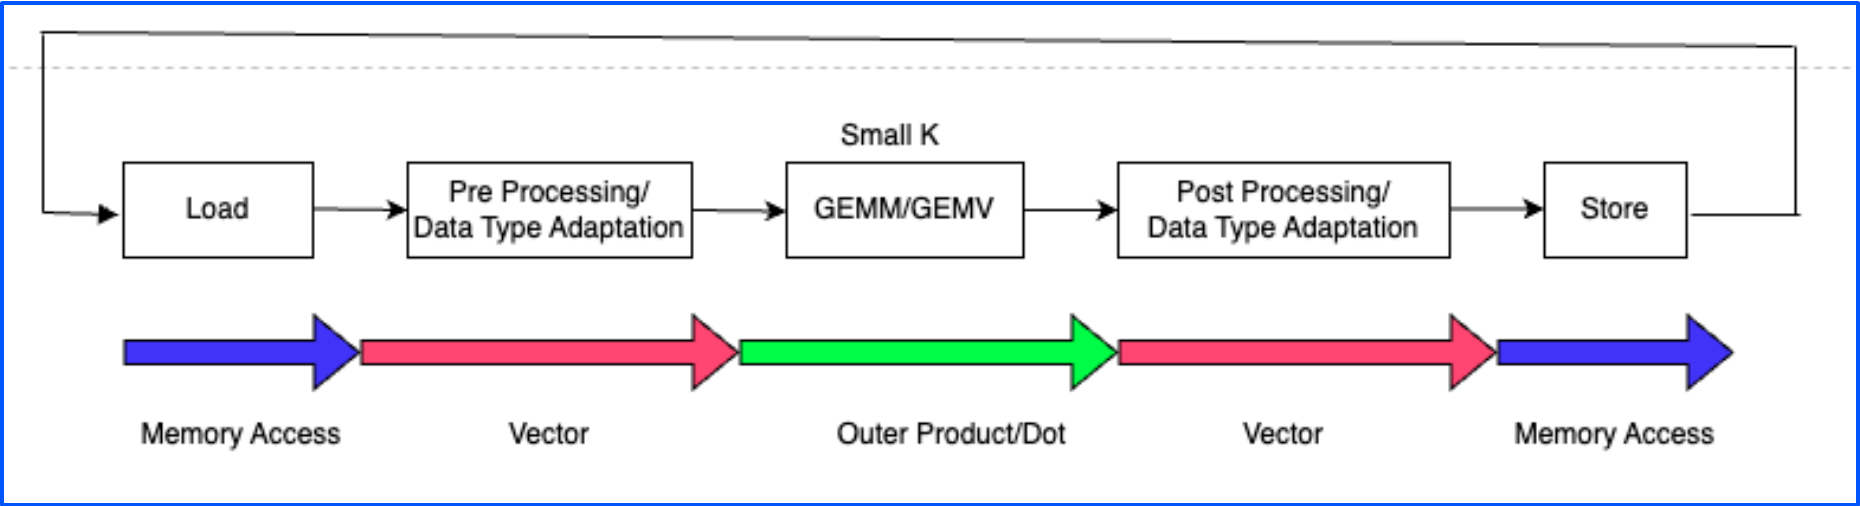 Small K
Load
Pre Processing/
Data Type Adaptation
GEMM/GEMV
Post Processing/
Data Type Adaptation
Store
Memory Access
Vector
Outer Product/Dot
Vector
Memory Access